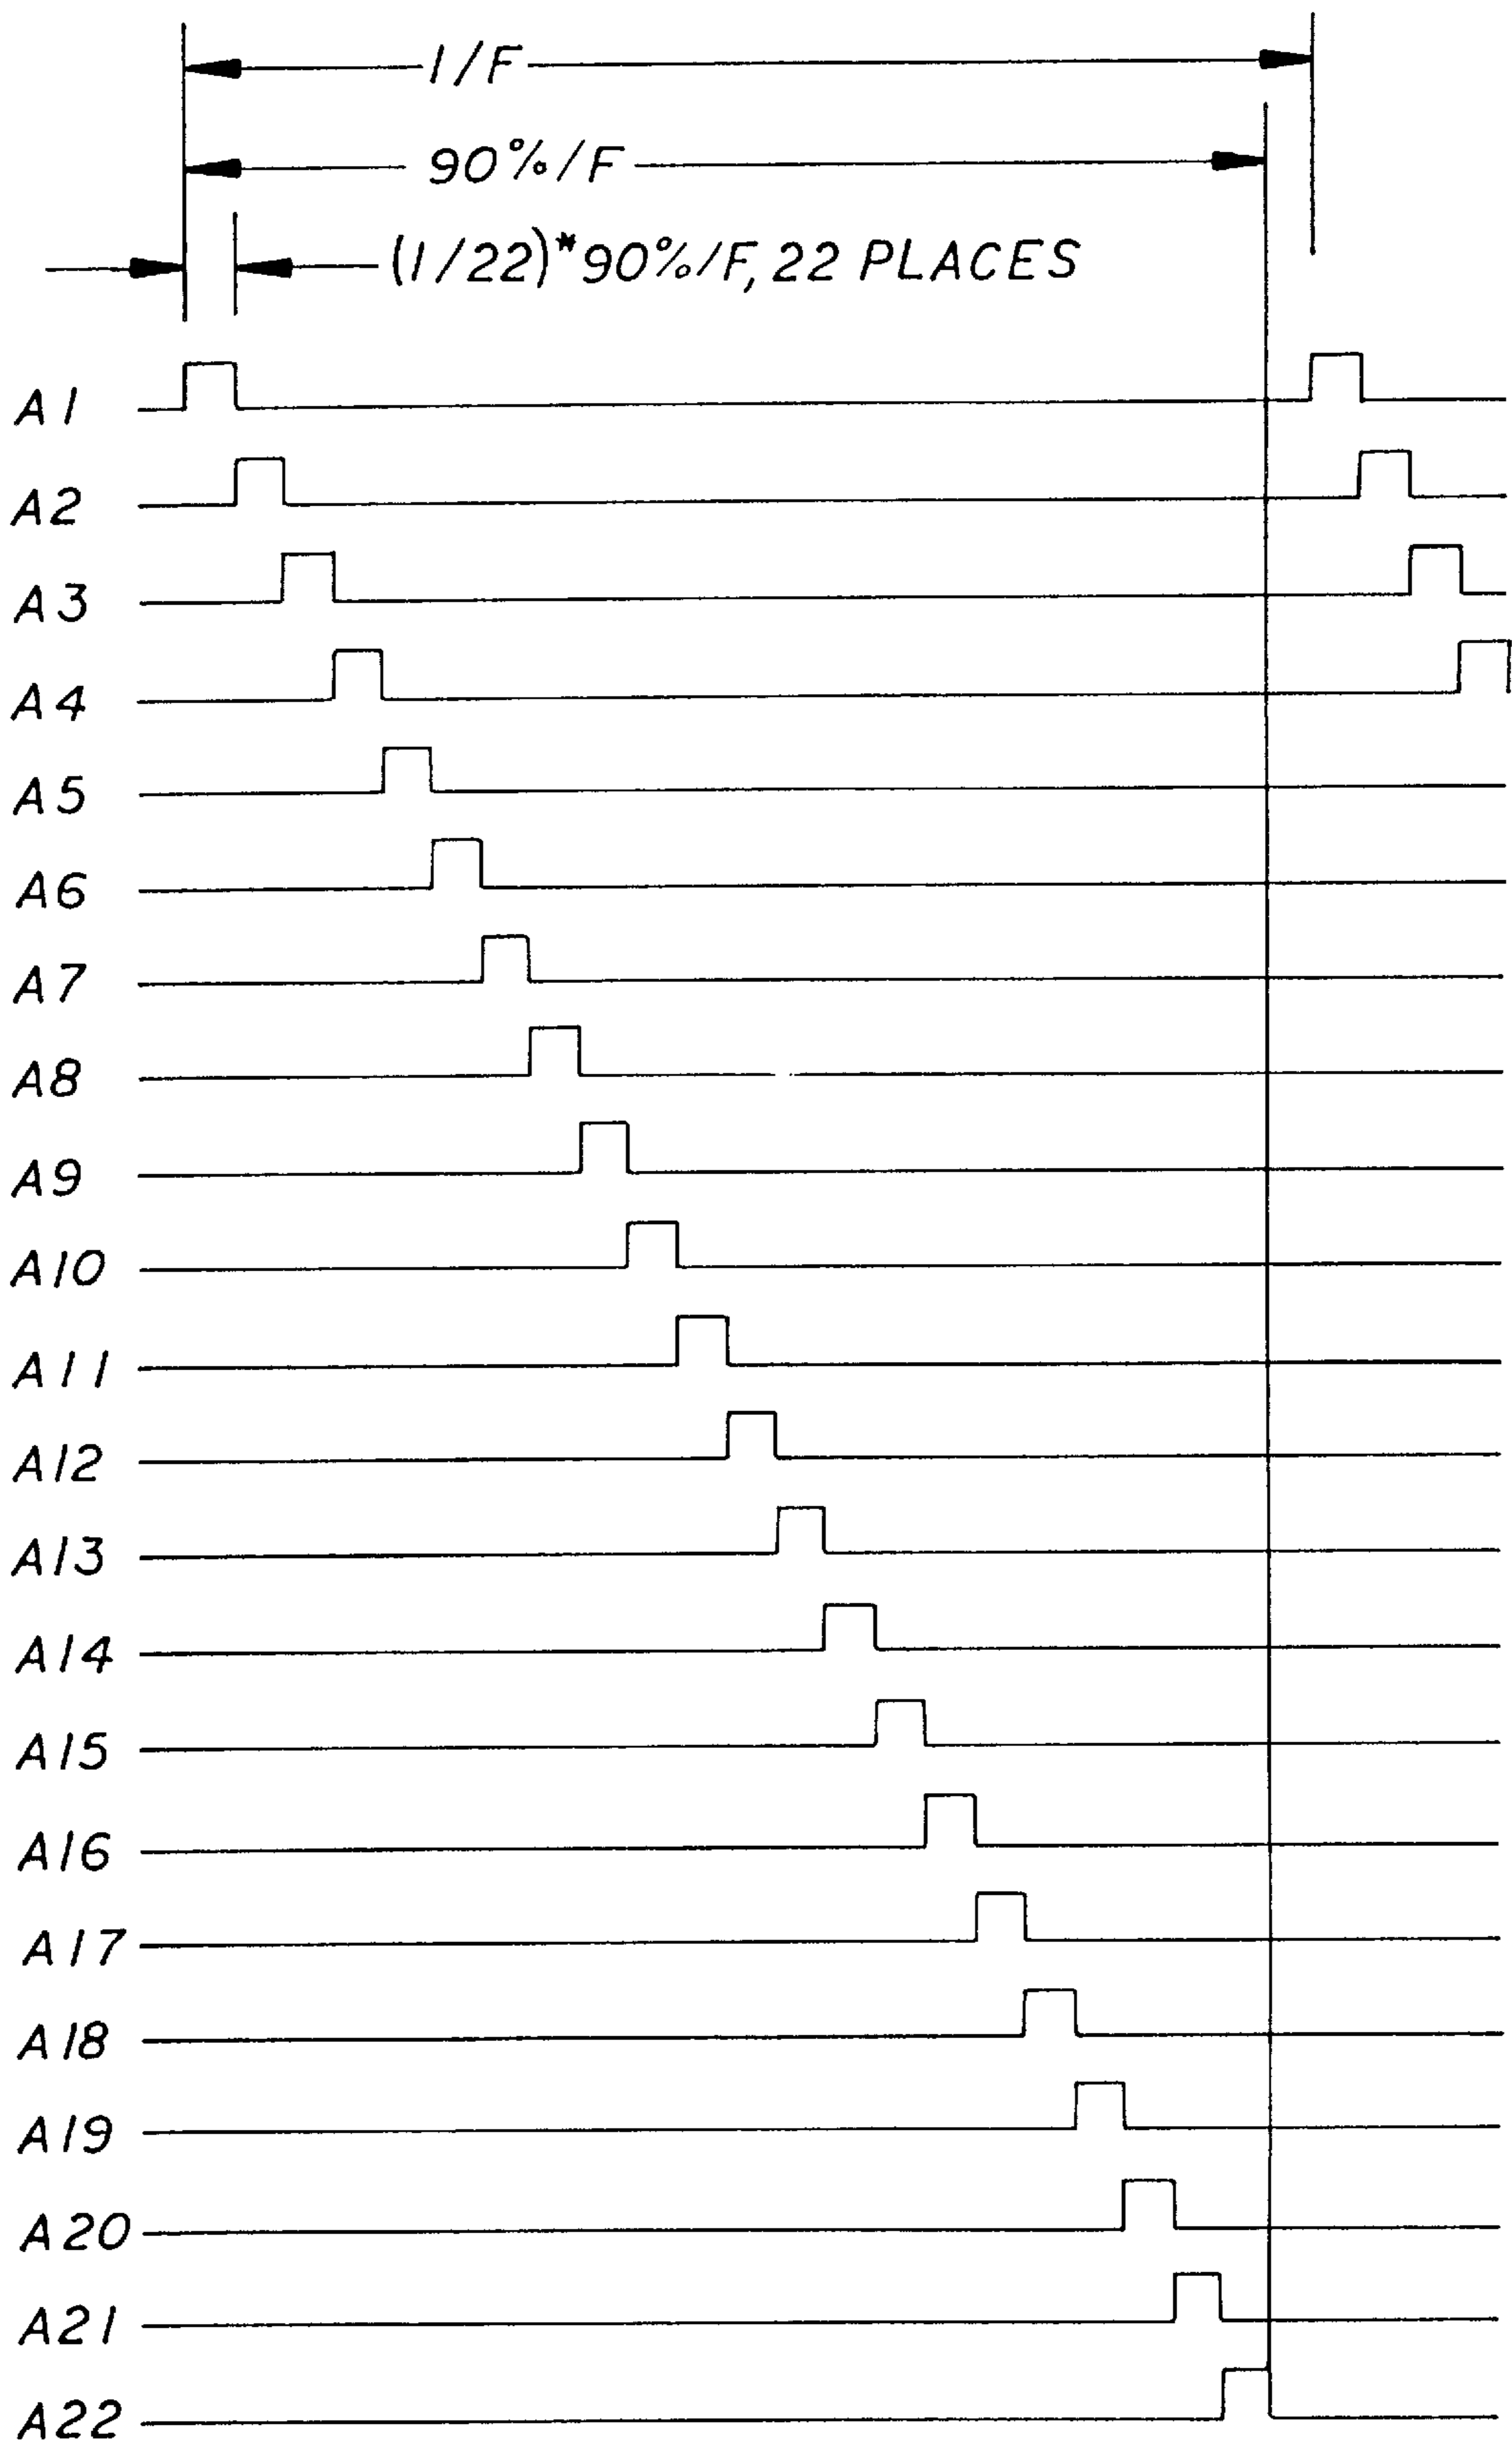 1/F
90%/F
(1/22)*90%/F, 22 PLACES
A1
A2
A3
A4
A5
A6
A7
A8
A9
A10
A11
A12
A13
A14
A15
A16
A17
A18
A19
A20
A21
A22